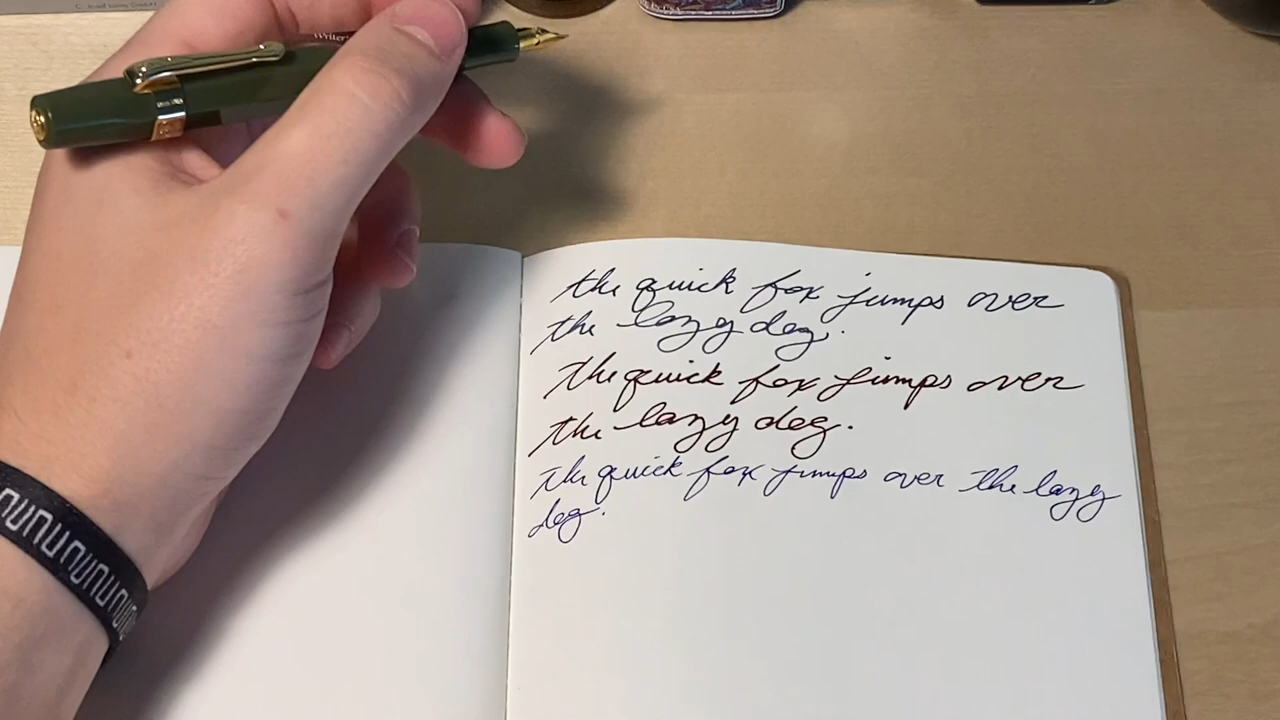 Writer's
the quick fox jumps over
the lazy dog.
the quick fox jumps over
the lazy dog.
the quick fox jumps over the lazy
dog.